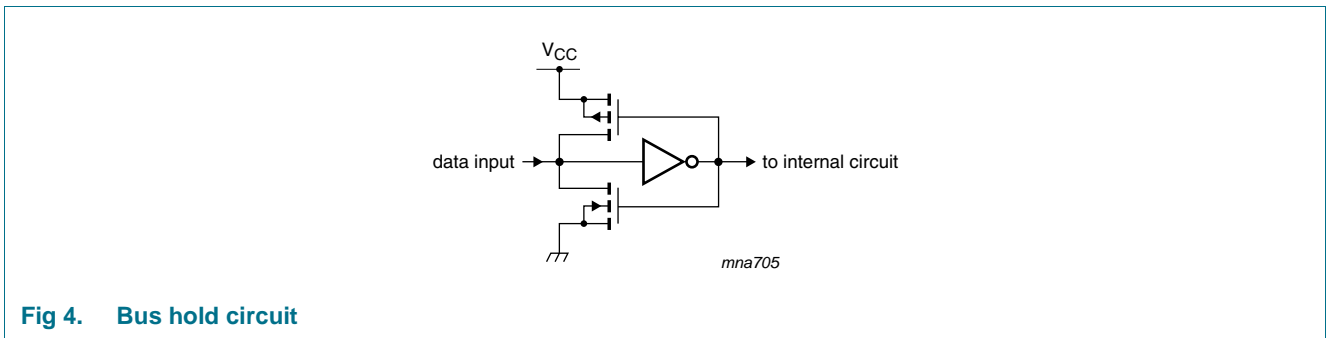 VCC
data input
to internal circuit
mna705
Fig 4. Bus hold circuit